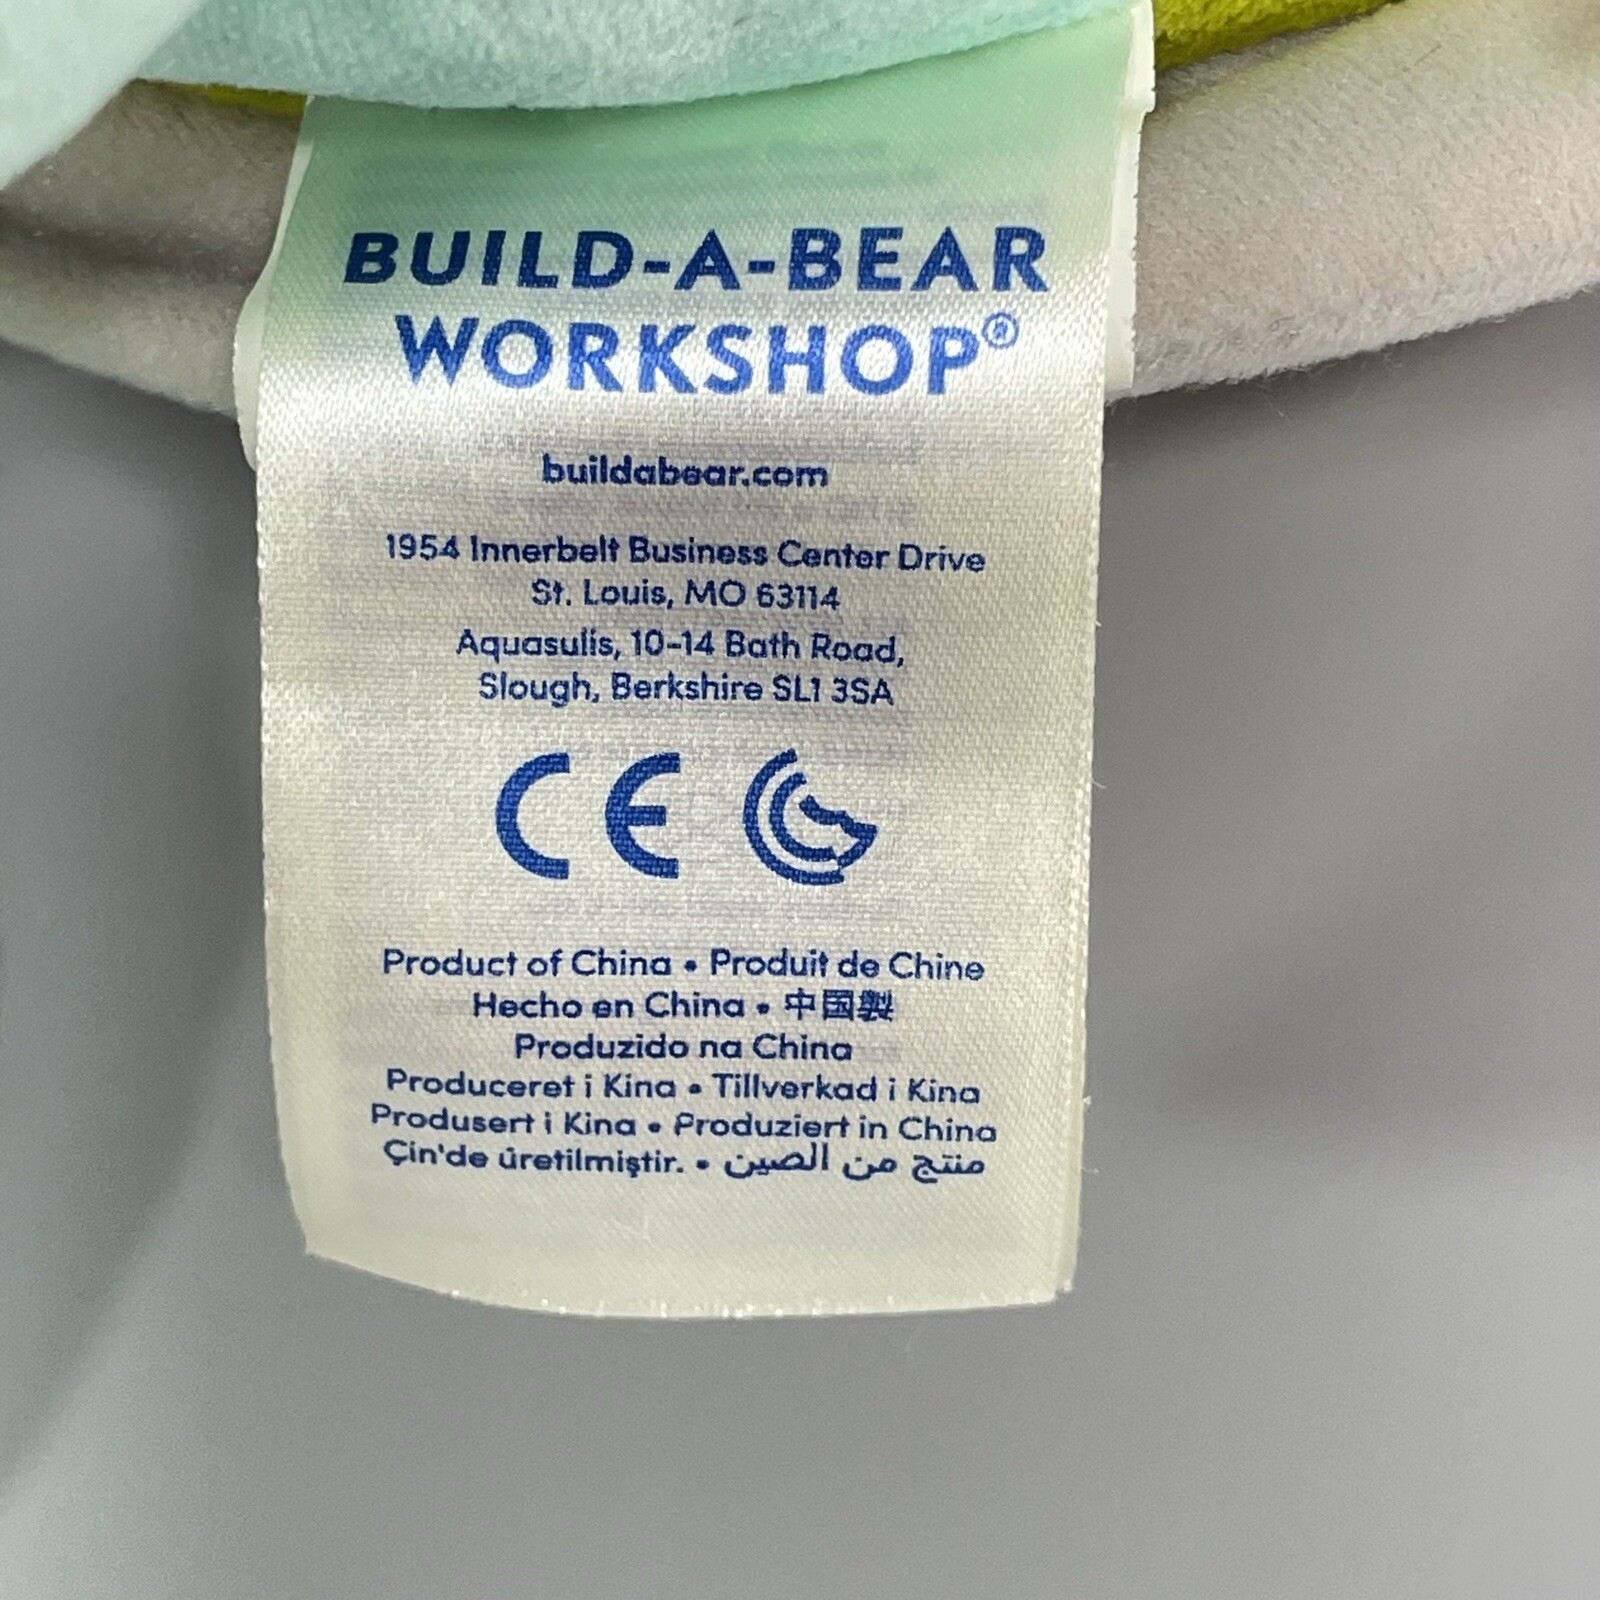 BUILD-A-BEAR
WORKSHOP®
buildabear.com
1954 Innerbelt Business Center Drive
St. Louis, MO 63114
Aquasulis, 10-14 Bath Road,
Slough, Berkshire SL1 3SA
CE
Product of China • Produit de Chine
Hecho en China • 中国製
Produzido na China
Produceret i Kina • Tillverkad i Kina
Produsert i Kina • Produziert in China
Çin'de üretilmiştir. • منتج من الصين